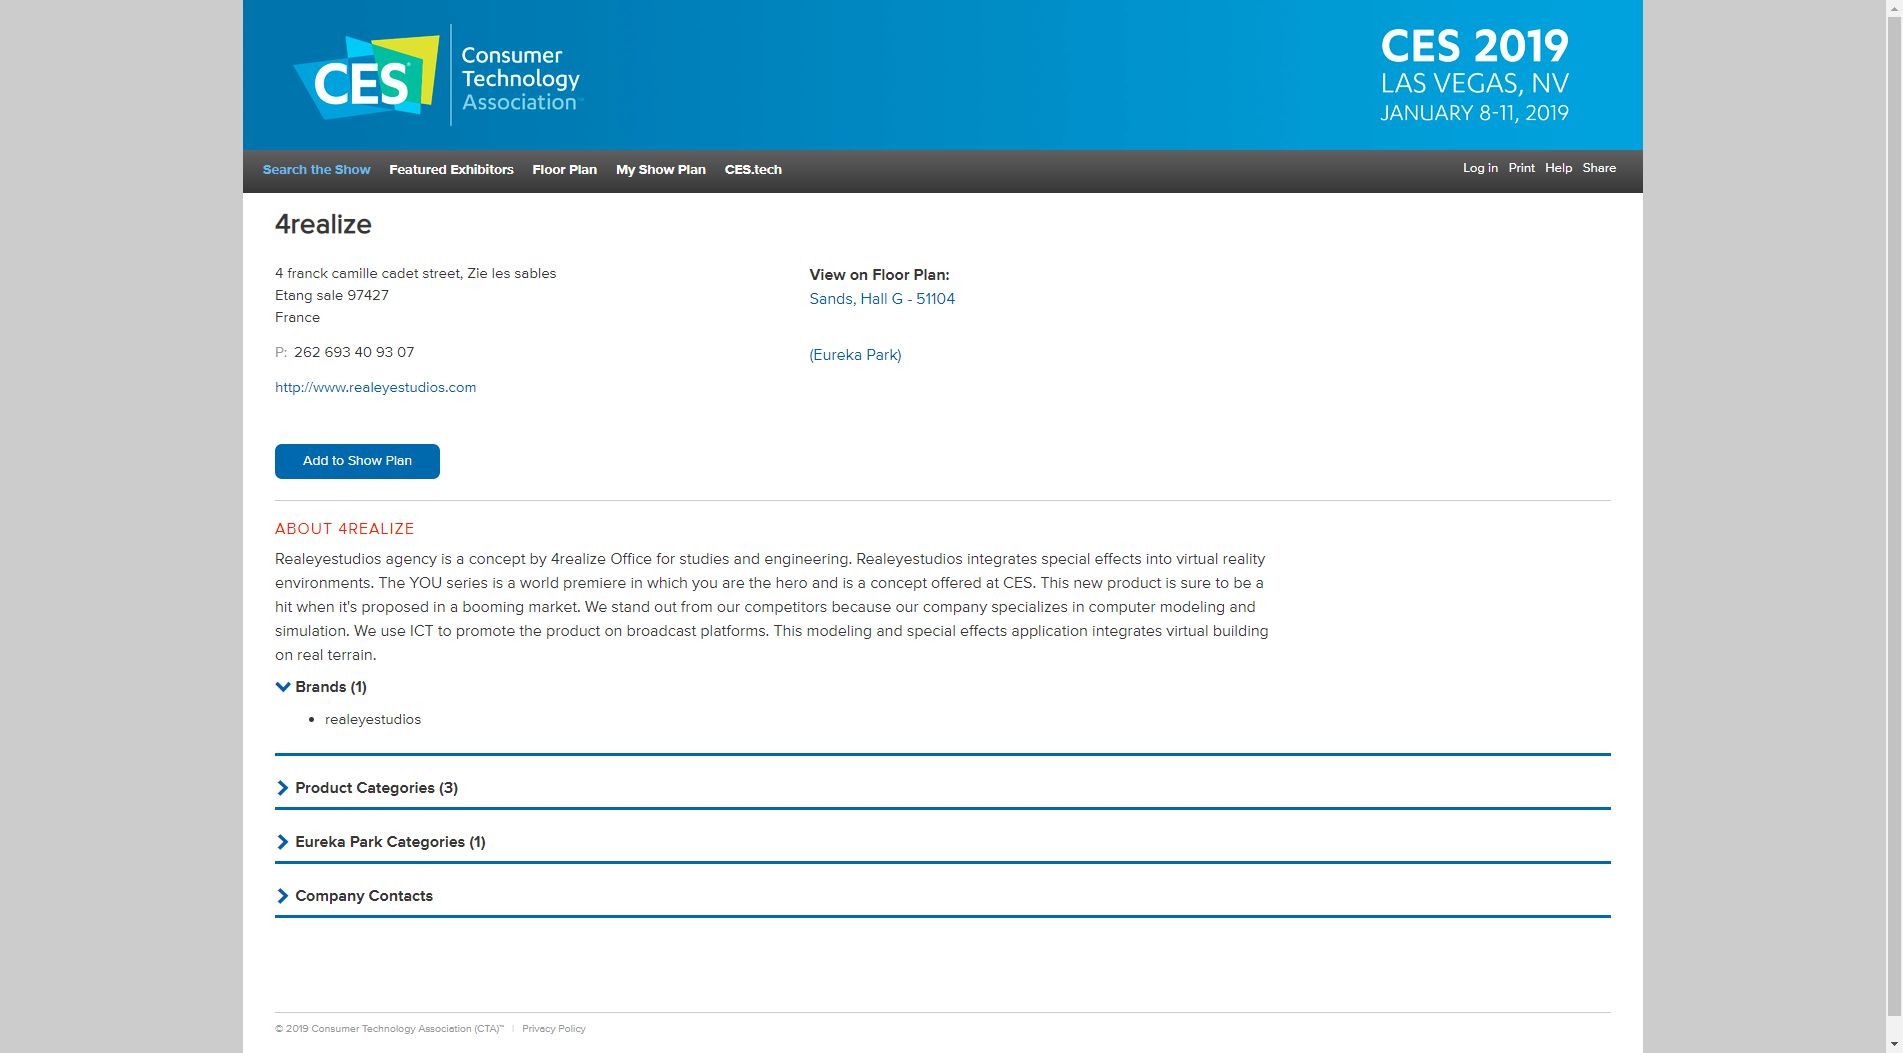 CES
Consumer
Technology
Association
CES 2019
LAS VEGAS, NV
JANUARY 8-11, 2019
Search the Show Featured Exhibitors Floor Plan My Show Plan CES.tech
Log in Print Help Share
4realize
4 franck camille cadet street, Zie les sables
Etang sale 97427
France
P: 262 693 40 93 07
http://www.realeyestudios.com
View on Floor Plan:
Sands, Hall G - 51104
(Eureka Park)
Add to Show Plan
ABOUT 4REALIZE
Realeyestudios agency is a concept by 4realize Office for studies and engineering. Realeyestudios integrates special effects into virtual reality
environments. The YOU series is a world premiere in which you are the hero and is a concept offered at CES. This new product is sure to be a
hit when it's proposed in a booming market. We stand out from our competitors because our company specializes in computer modeling and
simulation. We use ICT to promote the product on broadcast platforms. This modeling and special effects application integrates virtual building
on real terrain.
Brands (1)
• realeyestudios
Product Categories (3)
Eureka Park Categories (1)
Company Contacts
© 2019 Consumer Technology Association (CTA)™ | Privacy Policy